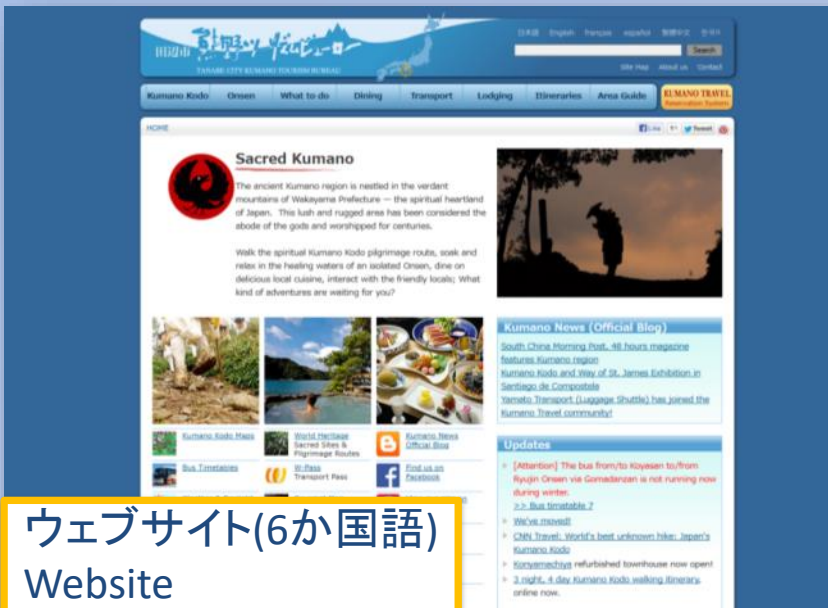 田辺市 熊野ツーリズムビューロー
TANABE CITY KUMANO TOURISM BUREAU
日本語 English français español 繁體中文 한국어
Search
Site Map About us Contact
Kumano Kodo Onsen What to do Dining Transport Lodging Itineraries Area Guide
KUMANO TRAVEL
Reservation System
HOME
Like Tweet
Sacred Kumano
The ancient Kumano region is nestled in the verdant
mountains of Wakayama Prefecture — the spiritual heartland
of Japan. This lush and rugged area has been considered the
abode of the gods and worshipped for centuries.
Walk the spiritual Kumano Kodo pilgrimage route, soak and
relax in the healing waters of an isolated Onsen, dine on
delicious local cuisine, interact with the friendly locals; What
kind of adventures are waiting for you?
Kumano News (Official Blog)
South China Morning Post, 48 hours magazine
features Kumano region
Kumano Kodo and Way of St. James Exhibition in
Santiago de Compostela
Yamato Transport (Luggage Shuttle) has joined the
Kumano Travel community!
Kumano Kodo Maps
World Heritage
Sacred Sites &
Pilgrimage Routes
Kumano News
Official Blog
Bus Timetables
W-Pass
Transport Pass
Find us on
Facebook
Updates
[Attention] The bus from/to Koyasan to/from
Ryujin Onsen via Gomadanzan is not running now
during winter.
>> Bus timetable 7
We've moved!
CNN Travel: World's best unknown hike: Japan's
Kumano Kodo
Konyamachiya refurbished townhouse now open!
3 night, 4 day Kumano Kodo walking itinerary,
online now.
ウェブサイト(6か国語)
Website